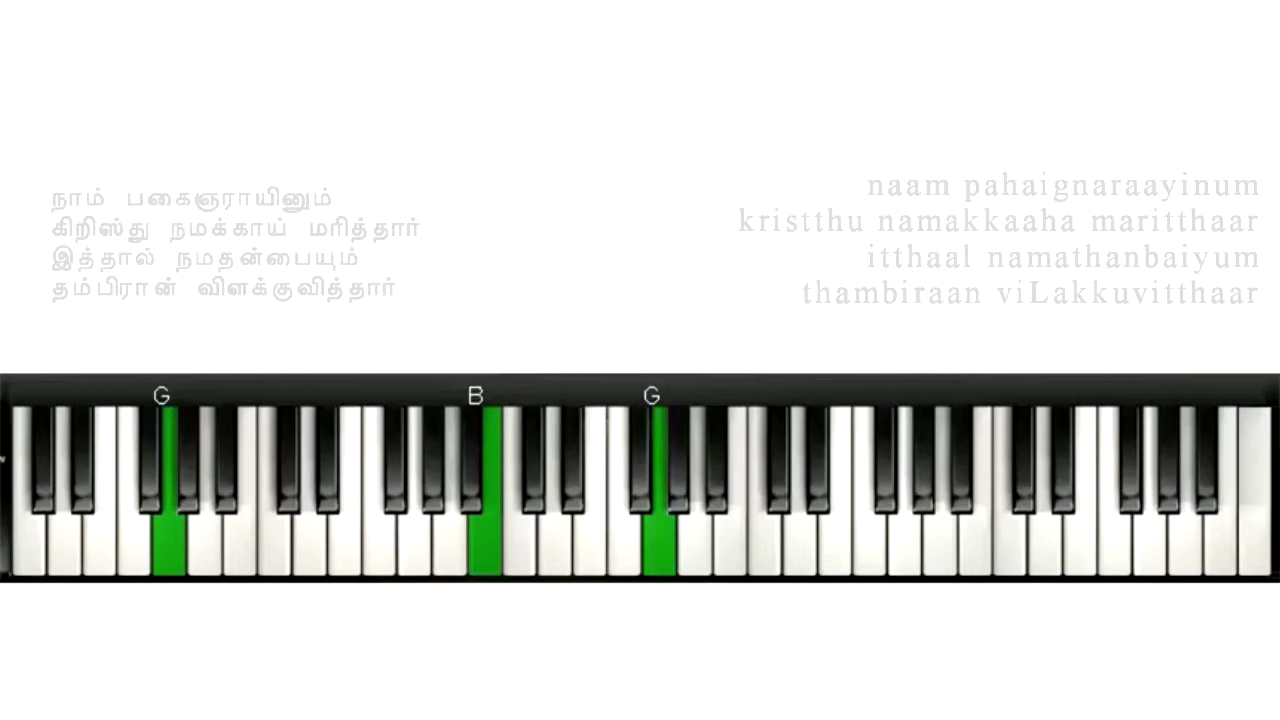 நாம் பகைஞராயினும்
கிறிஸ்து நமக்காய் மரித்தார்
இத்தால் நமதன்பையும்
தம்பிரான் விளக்குவித்தார்
naam pahaignaraayinum
kristthu namakkaaha maritthaar
itthaal namathanbaiyum
thambiraan viLakkuvitthaar
G B G